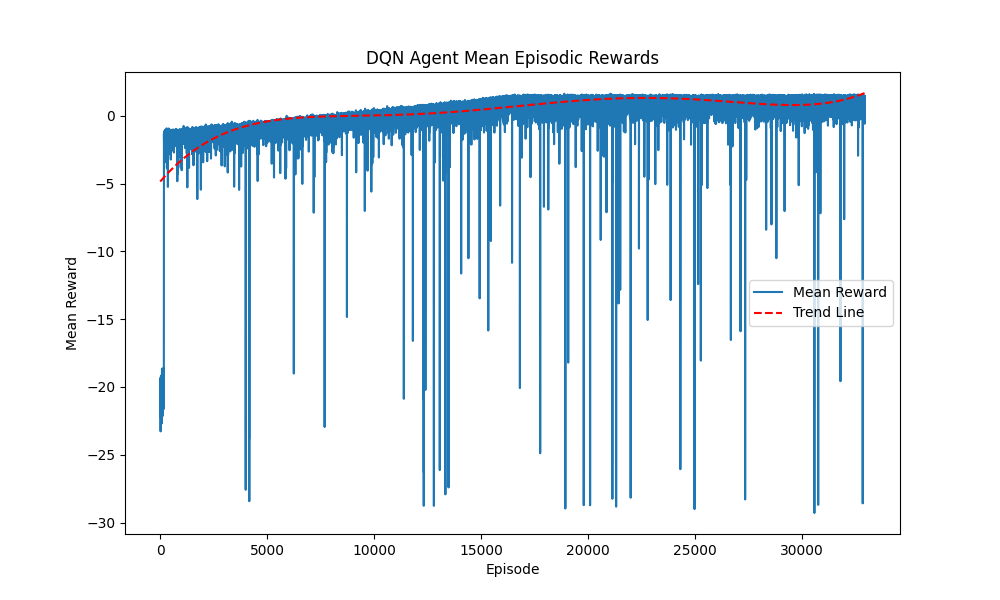 DQN Agent Mean Episodic Rewards
Mean Reward
0
−5
−10
−15
−20
−25
−30
Mean Reward
Trend Line
0
5000
10000
15000
20000
25000
30000
Episode